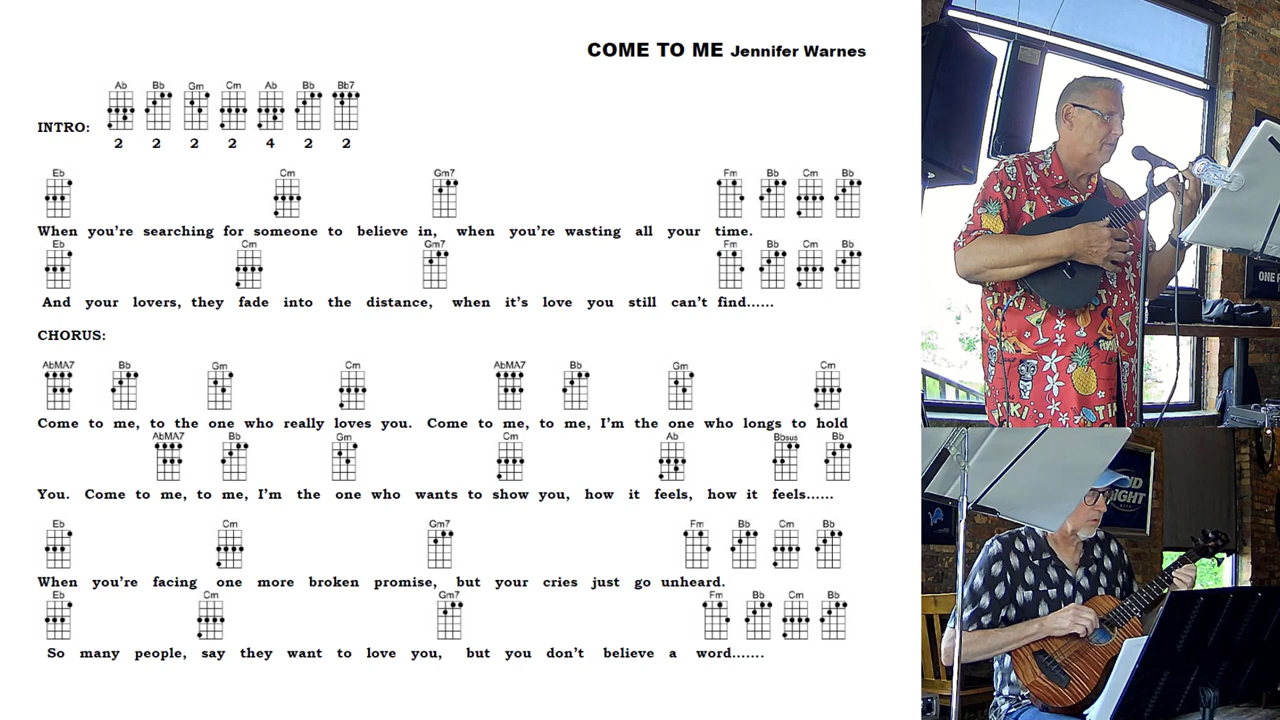 COME TO ME Jennifer Warnes
Ab Bb Gm Cm Ab Bb Bb7
INTRO:
2 2 2 2 4 2 2
Eb Cm Gm7 Fm Bb Cm Bb
When you're searching for someone to believe in, when you're wasting all your time.
Eb Cm Gm7 Fm Bb Cm Bb
And your lovers, they fade into the distance, when it's love you still can't find......
CHORUS:
AbMA7 Bb Gm Cm AbMA7 Bb Gm Cm
Come to me, to the one who really loves you. Come to me, to me, I'm the one who longs to hold
AbMA7 Bb Gm Cm Ab Bbsus Bb
You. Come to me, to me, I'm the one who wants to show you, how it feels, how it feels......
Eb Cm Gm7 Fm Bb Cm Bb
When you're facing one more broken promise, but your cries just go unheard.
Eb Cm Gm7 Fm Bb Cm Bb
So many people, say they want to love you, but you don't believe a word.......
TIKI
ONE